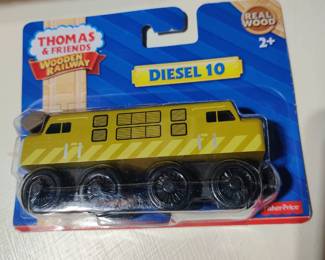 THOMAS
& FRIENDS
WOODEN
RAILWAY
DIESEL 10
REAL
WOOD
2+
Fisher-Price